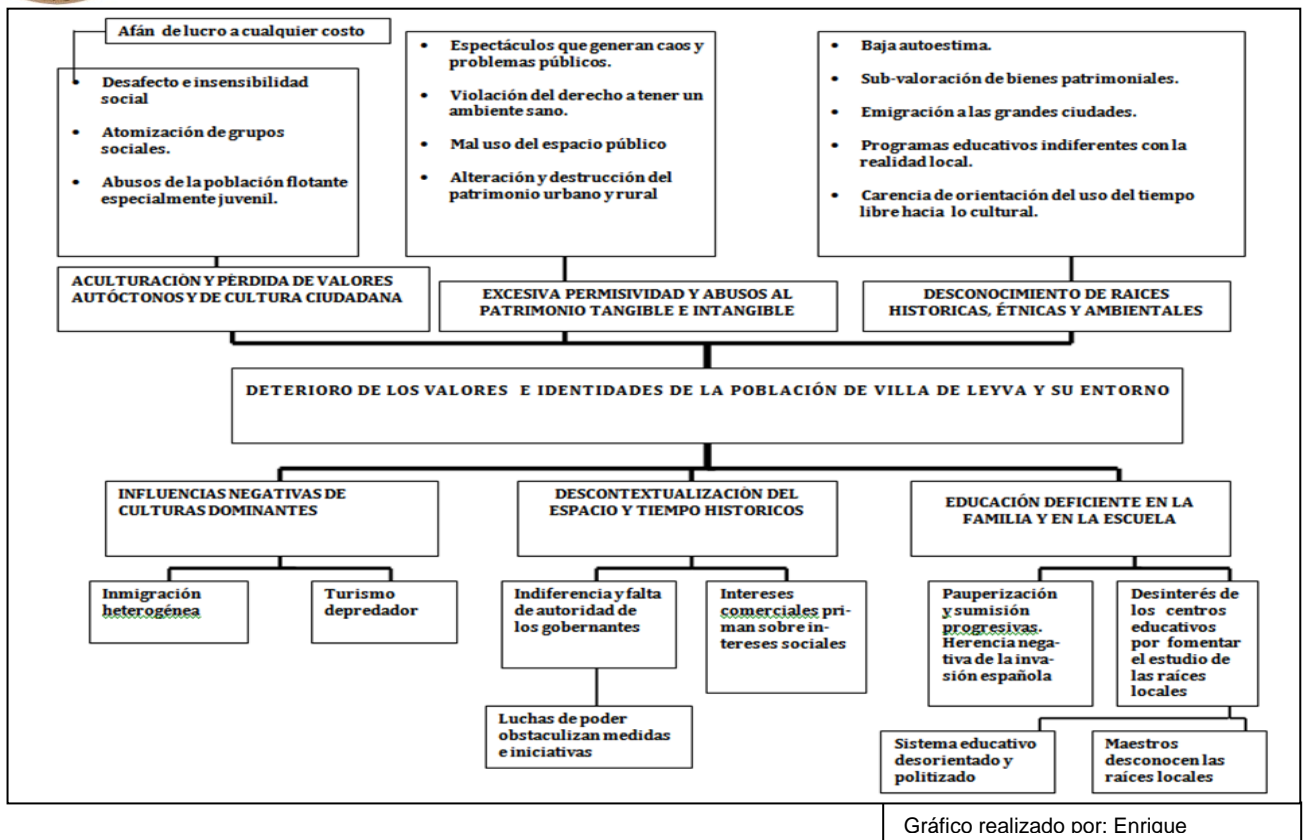 Afán de lucro a cualquier costo
• Desafecto e insensibilidad
social
• Atomización de grupos
sociales.
• Abusos de la población flotante
especialmente juvenil.
• Espectáculos que generan caos y
problemas públicos.
• Violación del derecho a tener un
ambiente sano.
• Mal uso del espacio público
• Alteración y destrucción del
patrimonio urbano y rural
• Baja autoestima.
• Sub-valoración de bienes patrimoniales.
• Emigración a las grandes ciudades.
• Programas educativos indiferentes con la
realidad local.
• Carencia de orientación del uso del tiempo
libre hacia lo cultural.
ACULTURACIÓN Y PÈRDIDA DE VALORES
AUTÓCTONOS Y DE CULTURA CIUDADANA
EXCESIVA PERMISIVIDAD Y ABUSOS AL
PATRIMONIO TANGIBLE E INTANGIBLE
DESCONOCIMIENTO DE RAICES
HISTORICAS, ÉTNICAS Y AMBIENTALES
DETERIORO DE LOS VALORES E IDENTIDADES DE LA POBLACIÓN DE VILLA DE LEYVA Y SU ENTORNO
INFLUENCIAS NEGATIVAS DE
CULTURAS DOMINANTES
DESCONTEXTUALIZACIÓN DEL
ESPACIO Y TIEMPO HISTORICOS
EDUCACIÓN DEFICIENTE EN LA
FAMILIA Y EN LA ESCUELA
Inmigración
heterogénea
Turismo
depredador
Indiferencia y falta
de autoridad de
los gobernantes
Intereses
comerciales pri-
man sobre in-
tereses sociales
Pauperización
y sumisión
progresivas.
Herencia nega-
tiva de la inva-
sión española
Desinterés de
los centros
educativos
por fomentar
el estudio de
las raíces
locales
Luchas de poder
obstaculizan medidas
e iniciativas
Sistema educativo
desorientado y
politizado
Maestros
desconocen las
raíces locales
Gráfico realizado por: Enrique